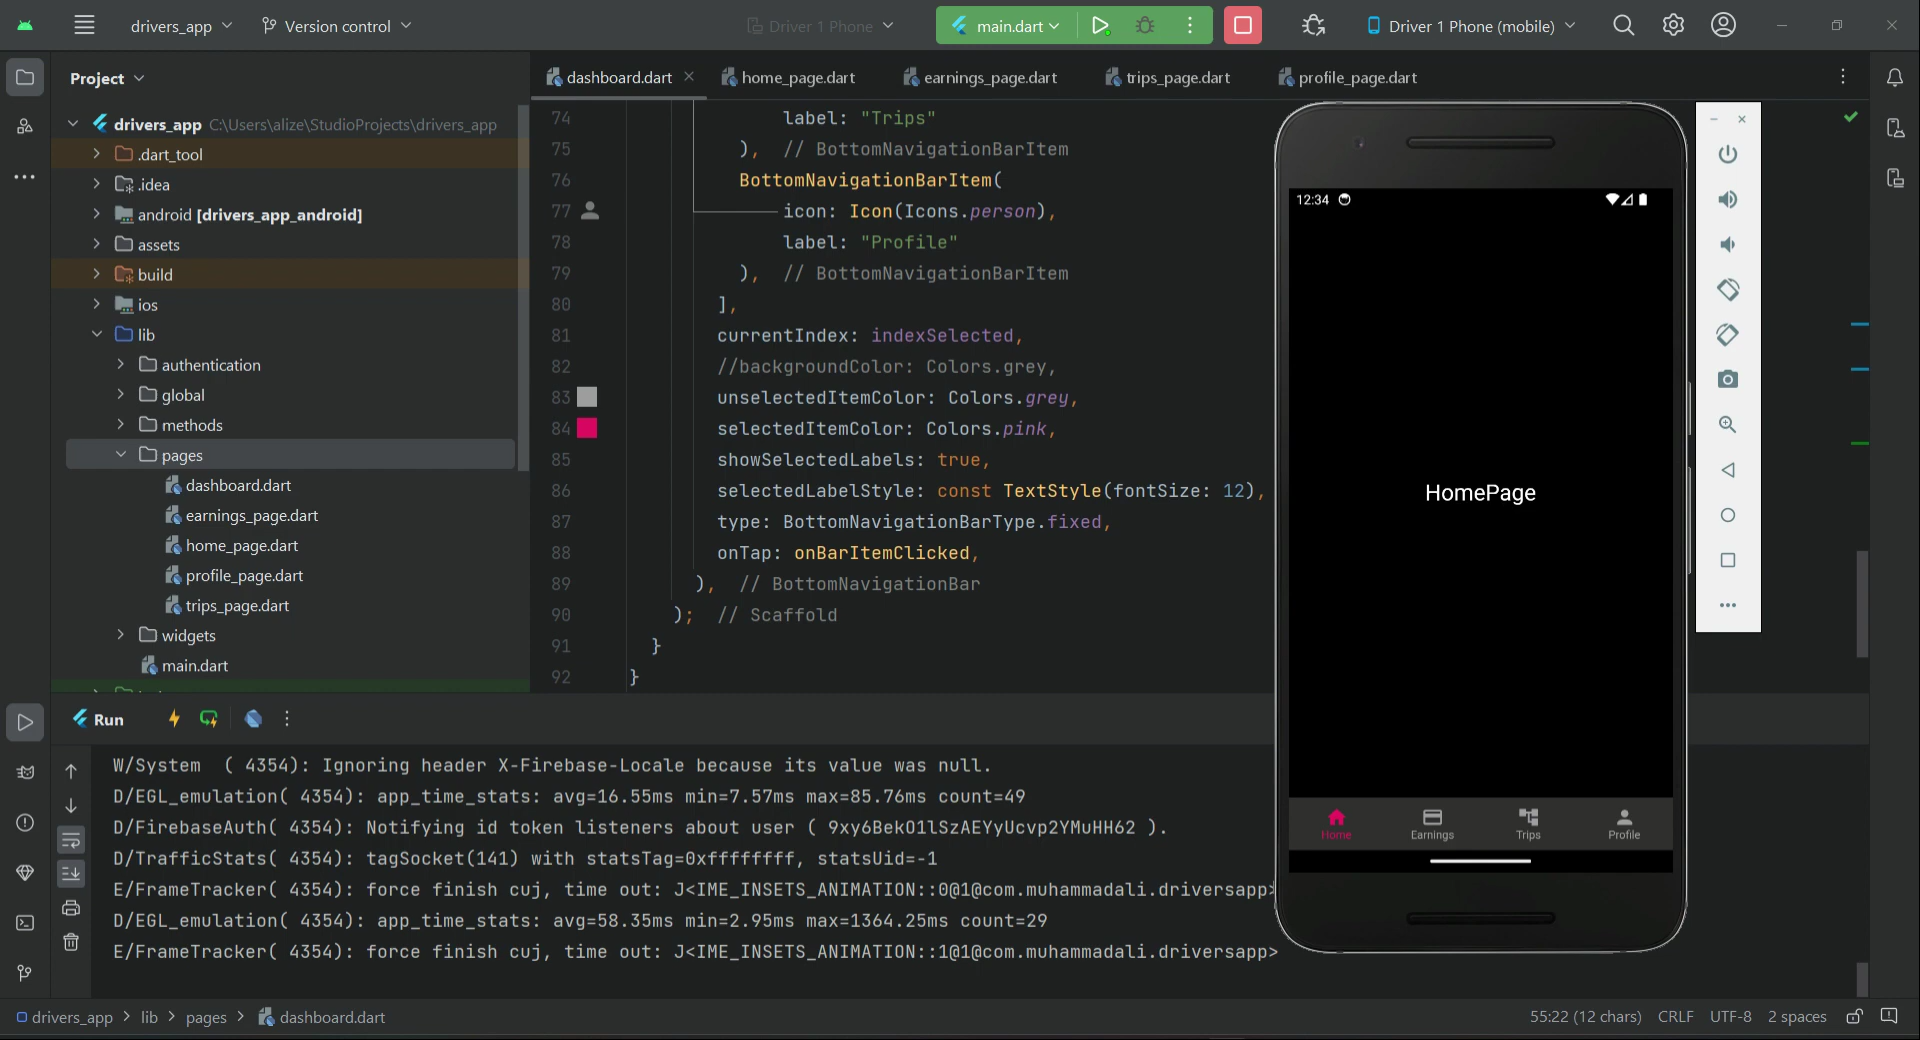 drivers_app
Version control
Driver 1 Phone
main.dart
Driver 1 Phone (mobile)
Project
dashboard.dart
home_page.dart
earnings_page.dart
trips_page.dart
profile_page.dart
drivers_app C:\Users\alize\StudioProjects\drivers_app
.dart_tool
.idea
android [drivers_app_android]
assets
build
ios
lib
authentication
global
methods
pages
dashboard.dart
earnings_page.dart
home_page.dart
profile_page.dart
trips_page.dart
widgets
main.dart
74 label: "Trips"
75 ), // BottomNavigationBarItem
76 BottomNavigationBarItem(
77 icon: Icon(Icons.person),
78 label: "Profile"
79 ), // BottomNavigationBarItem
80 ],
81 currentIndex: indexSelected,
82 //backgroundColor: Colors.grey,
83 unselectedItemColor: Colors.grey,
84 selectedItemColor: Colors.pink,
85 showSelectedLabels: true,
86 selectedLabelStyle: const TextStyle(fontSize: 12),
87 type: BottomNavigationBarType.fixed,
88 onTap: onBarItemClicked,
89 ), // BottomNavigationBar
90 ); // Scaffold
91 }
92 }
12:34
HomePage
Home
Earnings
Trips
Profile
Run
W/System  ( 4354): Ignoring header X-Firebase-Locale because its value was null.
D/EGL_emulation( 4354): app_time_stats: avg=16.55ms min=7.57ms max=85.76ms count=49
D/FirebaseAuth( 4354): Notifying id token listeners about user ( 9xy6BekO1lSzAEYyUcvp2YMuHH62 ).
D/TrafficStats( 4354): tagSocket(141) with statsTag=0xffffffff, statsUid=-1
E/FrameTracker( 4354): force finish cuj, time out: J<IME_INSETS_ANIMATION::0@1@com.muhammadali.driversapp>
D/EGL_emulation( 4354): app_time_stats: avg=58.35ms min=2.95ms max=1364.25ms count=29
E/FrameTracker( 4354): force finish cuj, time out: J<IME_INSETS_ANIMATION::1@1@com.muhammadali.driversapp>
drivers_app > lib > pages > dashboard.dart
55:22 (12 chars)
CRLF
UTF-8
2 spaces